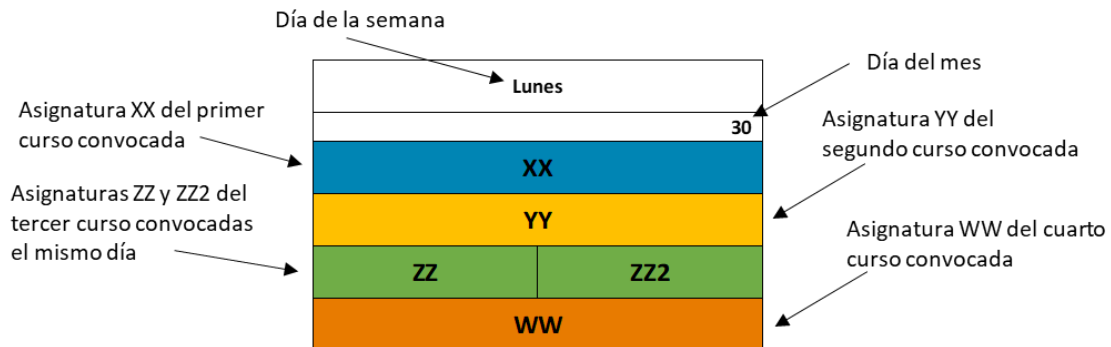 Día de la semana
Lunes
Día del mes
30
Asignatura XX del primer
curso convocada
Asignatura YY del
segundo curso convocada
XX
YY
Asignaturas ZZ y ZZ2 del
tercer curso convocadas
el mismo día
Asignatura WW del cuarto
curso convocada
ZZ ZZ2
WW